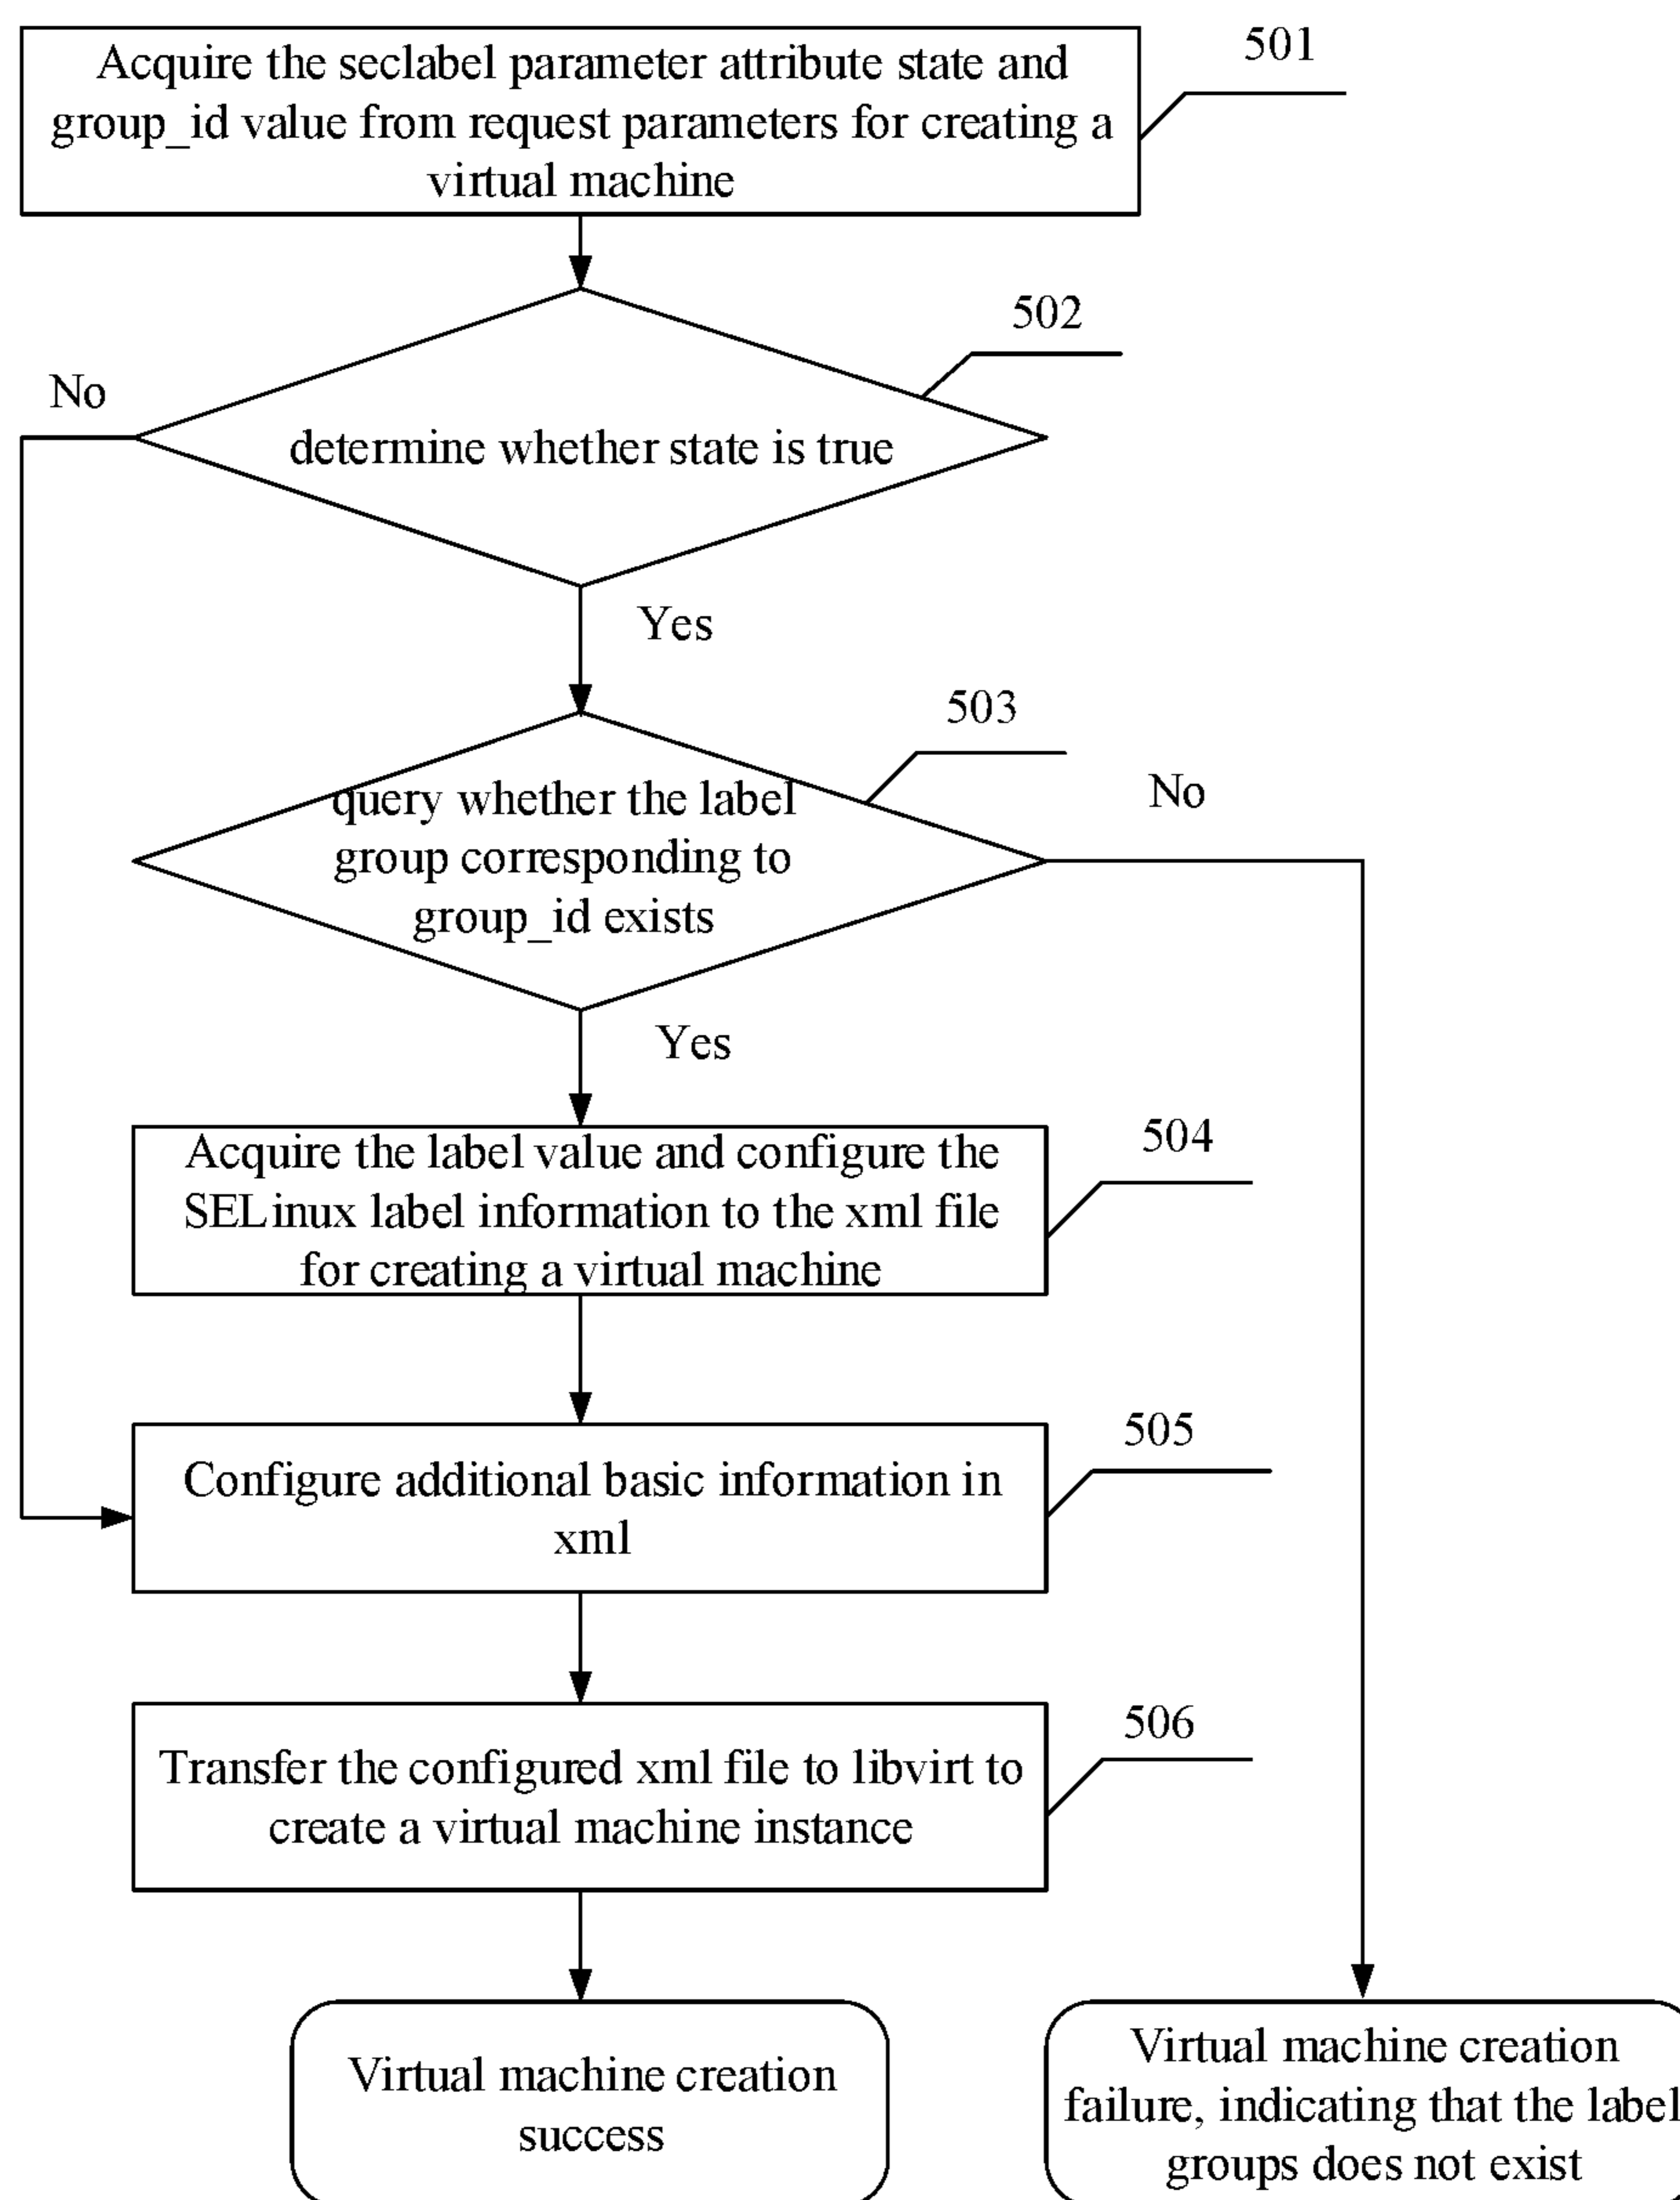 501
Acquire the seclabel parameter attribute state and
group_id value from request parameters for creating a
virtual machine
502
No
determine whether state is true
Yes
503
No
query whether the label
group corresponding to
group_id exists
Yes
504
Acquire the label value and configure the
SELinux label information to the xml file
for creating a virtual machine
505
Configure additional basic information in
xml
506
Transfer the configured xml file to libvirt to
create a virtual machine instance
Virtual machine creation
success
Virtual machine creation
failure, indicating that the label
groups does not exist